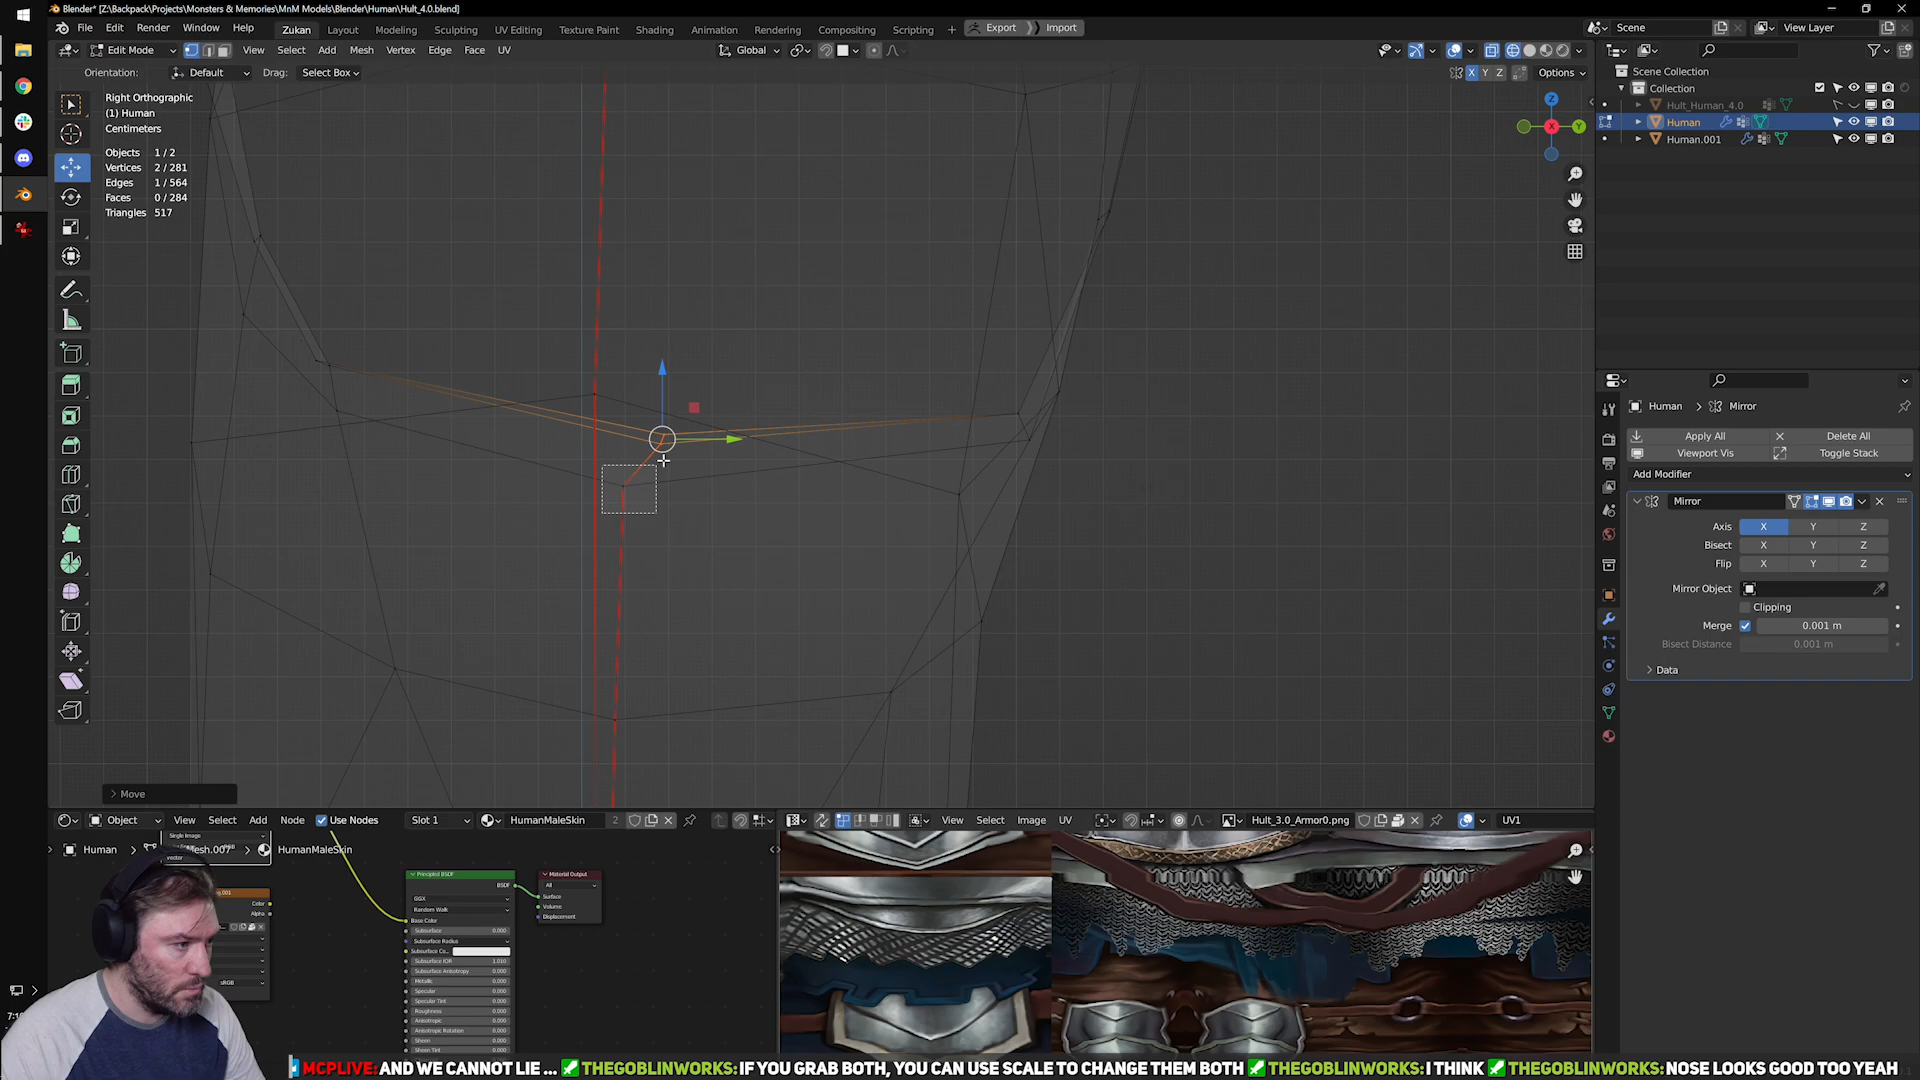 Blender* [Z:\Backpack\Projects\Monsters & Memories\MnM Models\Blender\Human\Hult_4.0.blend]
File Edit Render Window Help Zukan Layout Modeling Sculpting UV Editing Texture Paint Shading Animation Rendering Compositing Scripting Export Import Scene View Layer
Edit Mode View Select Add Mesh Vertex Edge Face UV Global
Orientation: Default Drag: Select Box X Y Z Options
Right Orthographic
(1) Human
Centimeters
Objects 1 / 2
Vertices 2 / 281
Edges 1 / 564
Faces 0 / 284
Triangles 517
Z
X
Y
Move
Scene Collection
Collection
Hult_Human_4.0
Human
Human.001
Human > Mirror
Apply All Delete All
Viewport Vis Toggle Stack
Add Modifier
Mirror
Axis X Y Z
Bisect X Y Z
Flip X Y Z
Mirror Object
Clipping
Merge 0.001 m
Bisect Distance 0.001 m
Data
Object View Select Add Node Use Nodes Slot 1 HumanMaleSkin 2
View Select Image UV Hult_3.0_Armor0.png UV1
Single Image
Human > Mesh.007 > HumanMaleSkin
Vector
Color
Alpha
sRGB
Principled BSDF
BSDF
GGX
Random Walk
Base Color
Subsurface 0.000
Subsurface Radius
Subsurface Co...
Subsurface IOR 1.010
Subsurface Anisotropy 0.000
Metallic 0.000
Specular 0.000
Specular Tint 0.000
Roughness 0.000
Anisotropic 0.000
Anisotropic Rotation 0.000
Sheen 0.000
Sheen Tint
Material Output
All
Surface
Volume
Displacement
MCPLIVE: AND WE CANNOT LIE ... THEGOBLINWORKS: IF YOU GRAB BOTH, YOU CAN USE SCALE TO CHANGE THEM BOTH THEGOBLINWORKS: I THINK THEGOBLINWORKS: NOSE LOOKS GOOD TOO YEAH